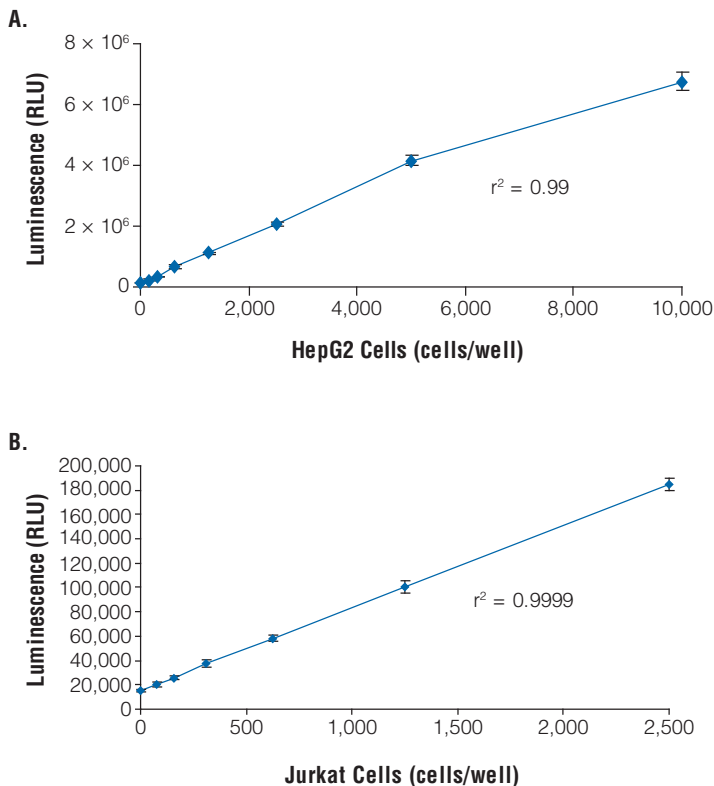 A.
Luminescence (RLU)
8 × 10⁶
6 × 10⁶
4 × 10⁶
2 × 10⁶
0
r² = 0.99
0 2,000 4,000 6,000 8,000 10,000
HepG2 Cells (cells/well)
B.
Luminescence (RLU)
200,000
180,000
160,000
140,000
120,000
100,000
80,000
60,000
40,000
20,000
0
r² = 0.9999
0 500 1,000 1,500 2,000 2,500
Jurkat Cells (cells/well)